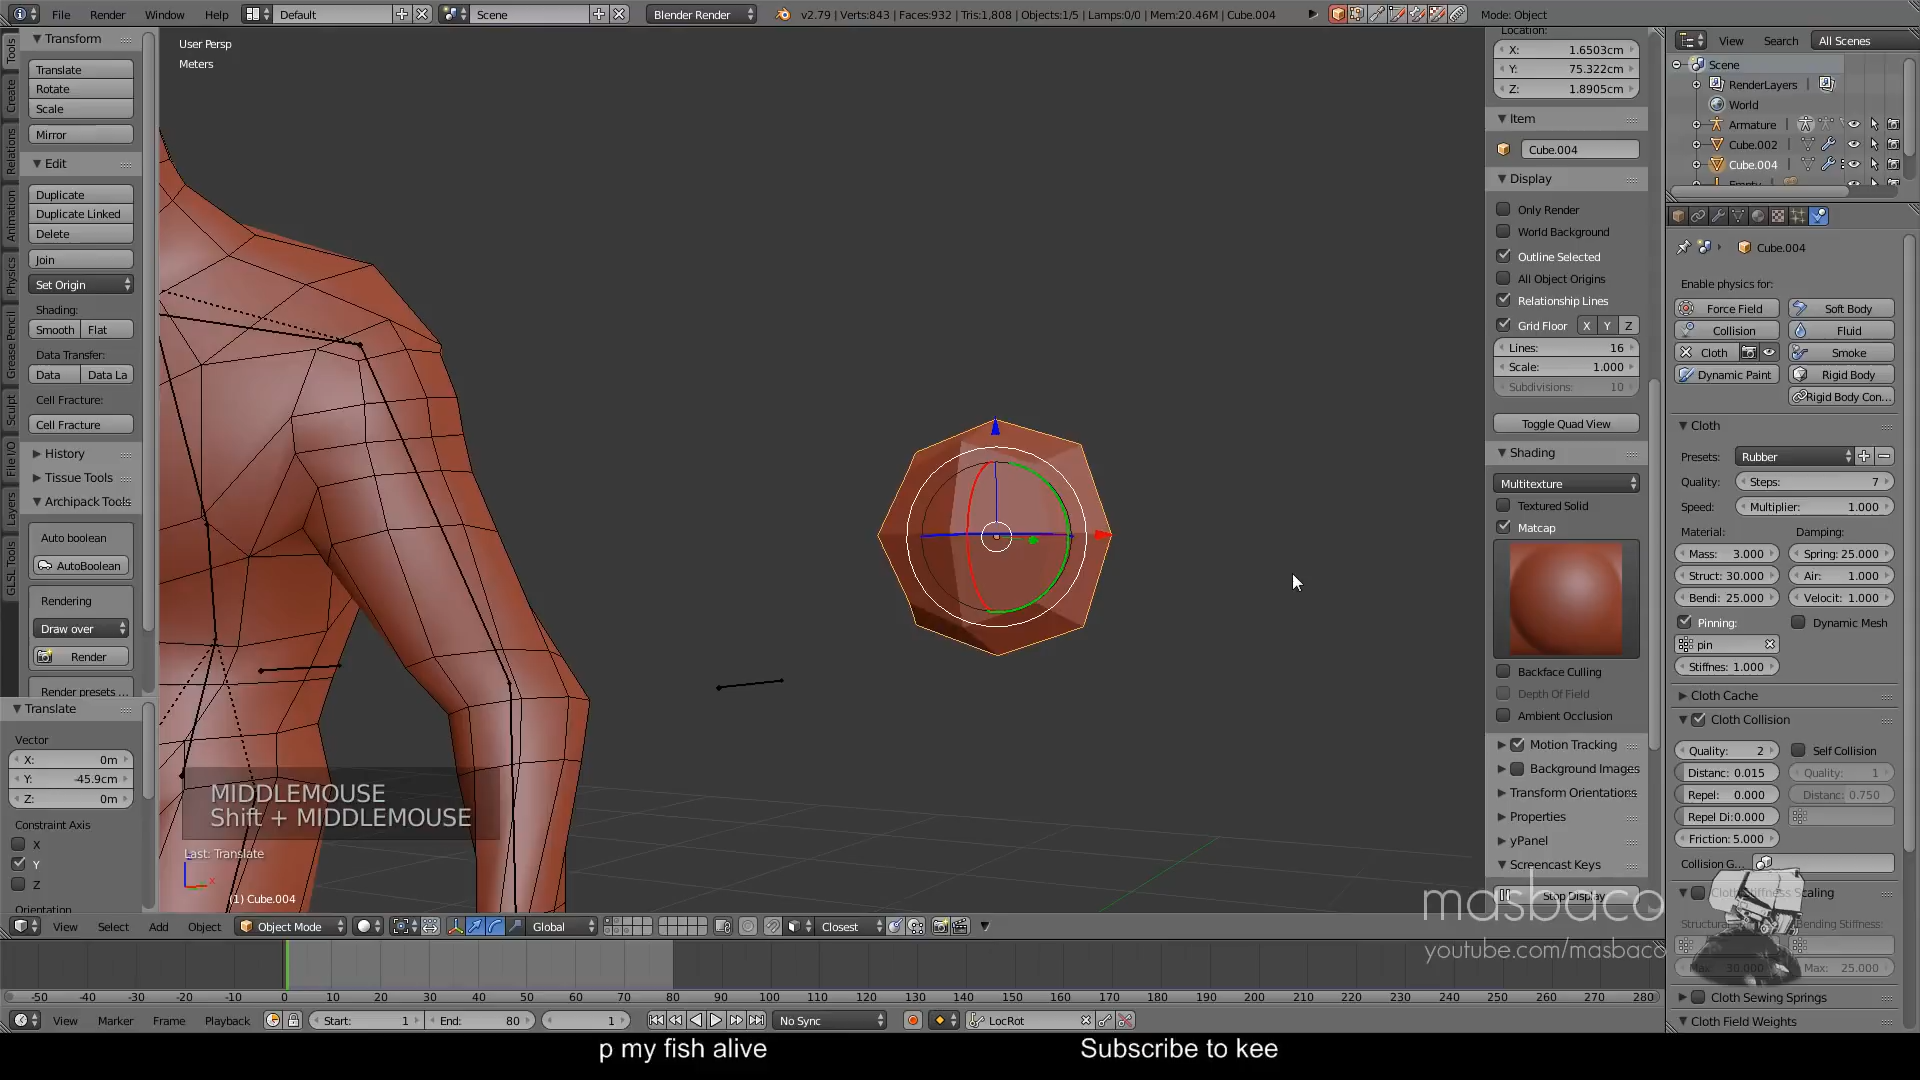 File Render Window Help Default Scene Blender Render v2.79 | Verts:843 | Faces:932 | Tris:1,808 | Objects:1/5 | Lamps:0/0 | Mem:20.46M | Cube.004 Mode: Object
User Persp
Meters
Tools
Create
Relations
Animation
Physics
Grease Pencil
Sculpt
File I/O
Layers
GLSL Tools
Transform
Translate
Rotate
Scale
Mirror
Edit
Duplicate
Duplicate Linked
Delete
Join
Set Origin
Shading:
Smooth Flat
Data Transfer:
Data Data La
Cell Fracture:
Cell Fracture
History
Tissue Tools
Archipack Tools
Auto boolean
AutoBoolean
Rendering
Draw over
Render
Render presets ...
Translate
Vector
X: 0m
Y: -45.9cm
Z: 0m
Constraint Axis
X
Y
Z
Orientation
MIDDLEMOUSE
Shift + MIDDLEMOUSE
Last: Translate
(1) Cube.004
Location:
X: 1.6503cm
Y: 75.322cm
Z: 1.8905cm
Item
Cube.004
Display
Only Render
World Background
Outline Selected
All Object Origins
Relationship Lines
Grid Floor X Y Z
Lines: 16
Scale: 1.000
Subdivisions: 10
Toggle Quad View
Shading
Multitexture
Textured Solid
Matcap
Backface Culling
Depth Of Field
Ambient Occlusion
Motion Tracking
Background Images
Transform Orientations
Properties
yPanel
Screencast Keys
Stop Display
View Search All Scenes
Scene
RenderLayers
World
Armature
Cube.002
Cube.004
Empty
Cube.004
Enable physics for:
Force Field Soft Body
Collision Fluid
Cloth Smoke
Dynamic Paint Rigid Body
Rigid Body Con...
Cloth
Presets: Rubber
Quality: Steps: 7
Speed: Multiplier: 1.000
Material: Damping:
Mass: 3.000 Spring: 25.000
Struct: 30.000 Air: 1.000
Bendi: 25.000 Velocit: 1.000
Pinning: Dynamic Mesh
pin
Stiffnes: 1.000
Cloth Cache
Cloth Collision
Quality: 2 Self Collision
Distanc: 0.015 Quality: 1
Repel: 0.000 Distanc: 0.750
Repel Di:0.000
Friction: 5.000
Collision G...
Cloth Stiffness Scaling
Structural Bending Stiffness:
Max: 30.000 Max: 25.000
Cloth Sewing Springs
Cloth Field Weights
masbaco
youtube.com/masbaco
View Select Add Object Object Mode Global Closest
-50 -40 -30 -20 -10 0 10 20 30 40 50 60 70 80 90 100 110 120 130 140 150 160 170 180 190 200 210 220 230 240 250 260 270 280
View Marker Frame Playback Start: 1 End: 80 1 No Sync LocRot
p my fish alive Subscribe to kee